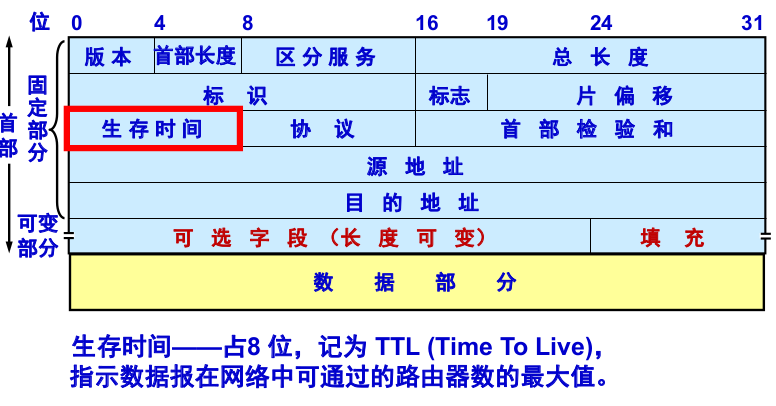 位 0 4 8 16 19 24 31
版本 首部长度 区分服务 总长度
标识 标志 片偏移
生存时间 协议 首部检验和
源地址
目的地址
可选字段（长度可变） 填充
数据部分
首部
固定部分
可变部分
生存时间——占8 位，记为 TTL (Time To Live)，
指示数据报在网络中可通过的路由器数的最大值。